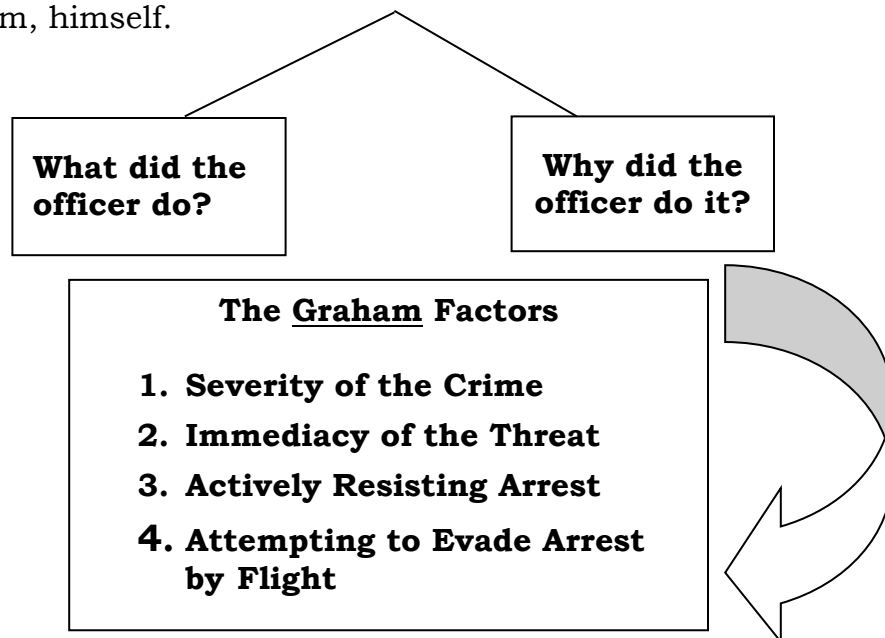 m, himself.
What did the
officer do?
Why did the
officer do it?
The Graham Factors
1. Severity of the Crime
2. Immediacy of the Threat
3. Actively Resisting Arrest
4. Attempting to Evade Arrest
by Flight